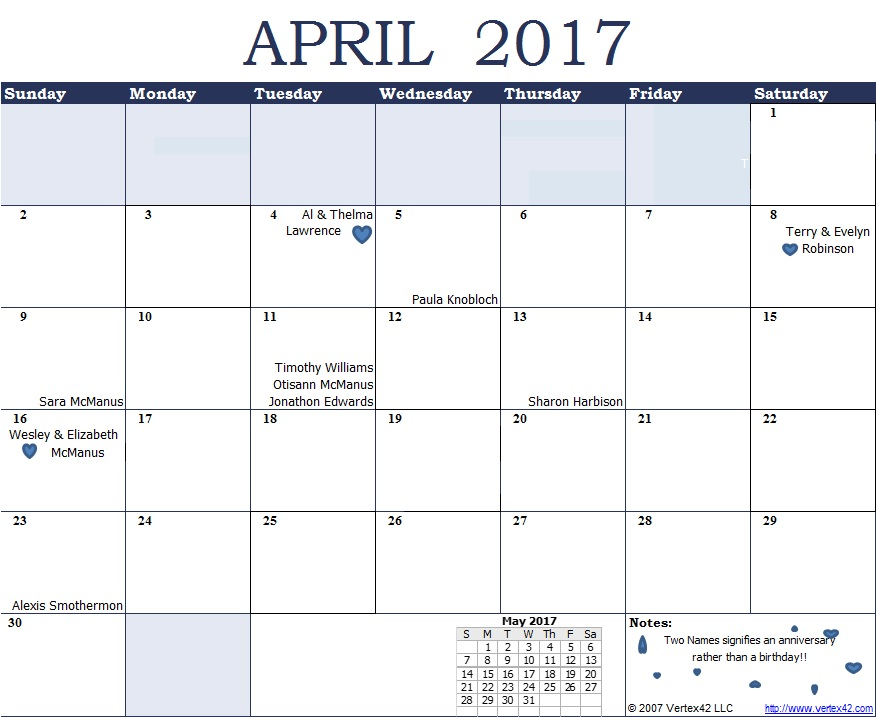 APRIL 2017
Sunday Monday Tuesday Wednesday Thursday Friday Saturday
1
T
2 3 4 Al & Thelma 5 6 7 8
Lawrence
Terry & Evelyn
Robinson
Paula Knobloch
9 10 11 12 13 14 15
Timothy Williams
Otisann McManus
Sara McManus Jonathon Edwards Sharon Harbison
16 17 18 19 20 21 22
Wesley & Elizabeth
McManus
23 24 25 26 27 28 29
Alexis Smothermon
30
May 2017
S M T W Th F Sa
1 2 3 4 5 6
7 8 9 10 11 12 13
14 15 16 17 18 19 20
21 22 23 24 25 26 27
28 29 30 31
Notes:
Two Names signifies an anniversary
rather than a birthday!!
© 2007 Vertex42 LLC http://www.vertex42.com